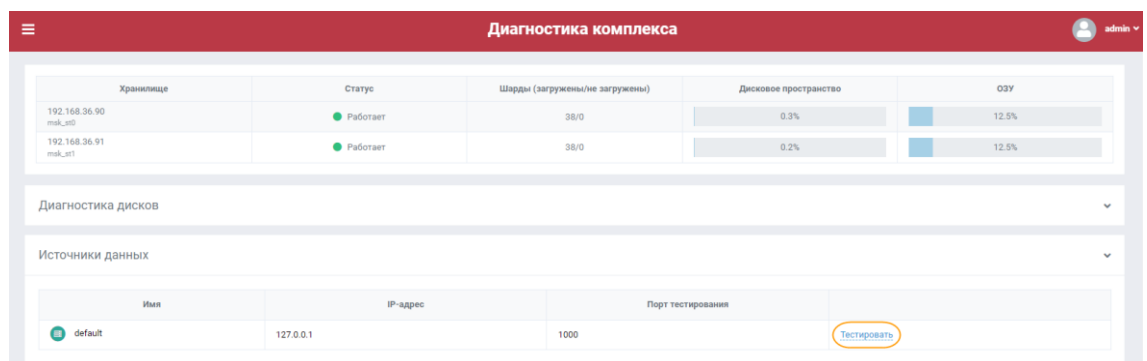 Диагностика комплекса
admin
Хранилище Статус Шарды (загружены/не загружены) Дисковое пространство ОЗУ
192.168.36.90
msk_st0
Работает 38/0 0.3% 12.5%
192.168.36.91
msk_st1
Работает 38/0 0.2% 12.5%
Диагностика дисков
Источники данных
Имя IP-адрес Порт тестирования
default 127.0.0.1 1000 Тестировать